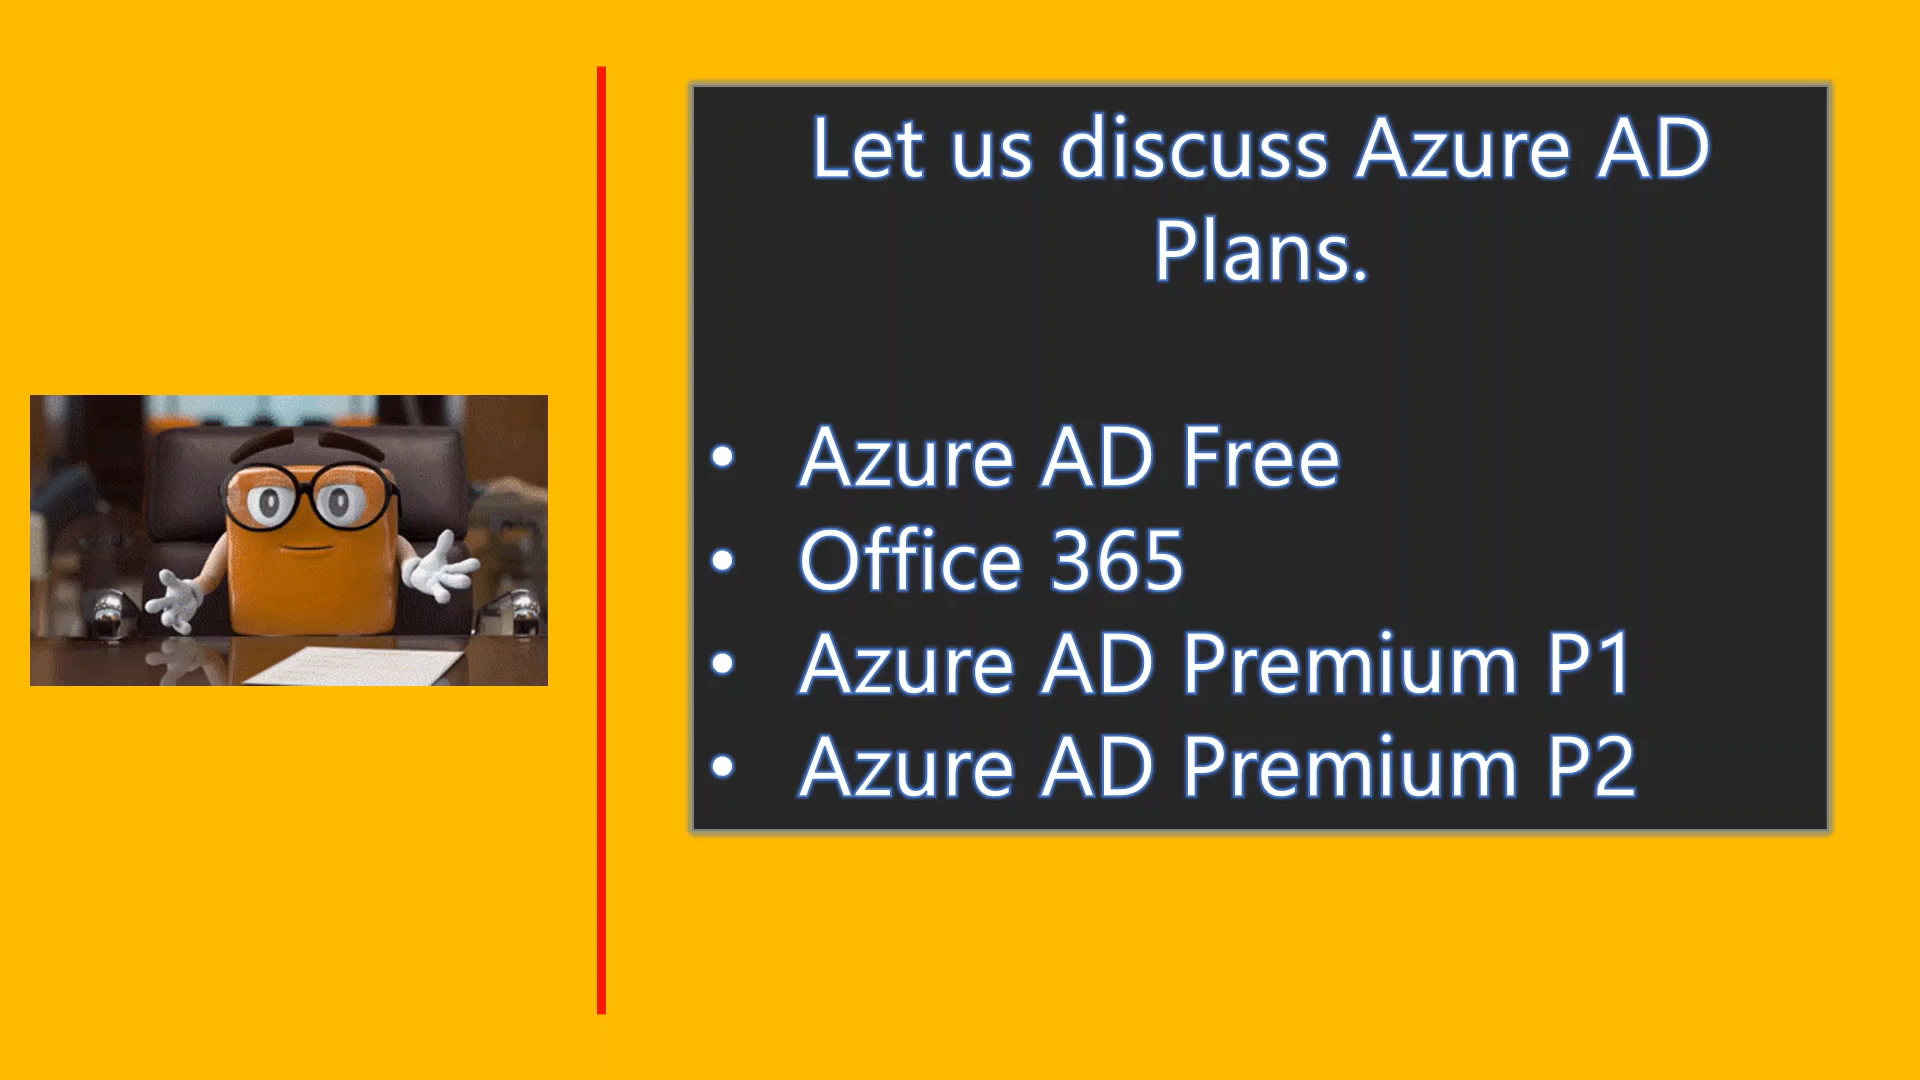 Let us discuss Azure AD
Plans.
• Azure AD Free
• Office 365
• Azure AD Premium P1
• Azure AD Premium P2